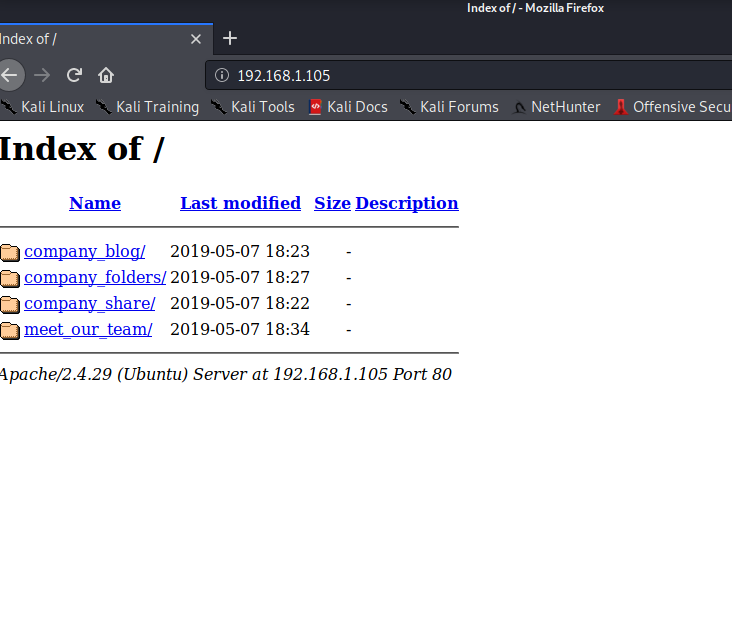 Index of / - Mozilla Firefox
Index of /
192.168.1.105
Kali Linux Kali Training Kali Tools Kali Docs Kali Forums NetHunter Offensive Secu
Index of /
Name Last modified Size Description
company_blog/ 2019-05-07 18:23 -
company_folders/ 2019-05-07 18:27 -
company_share/ 2019-05-07 18:22 -
meet_our_team/ 2019-05-07 18:34 -
Apache/2.4.29 (Ubuntu) Server at 192.168.1.105 Port 80